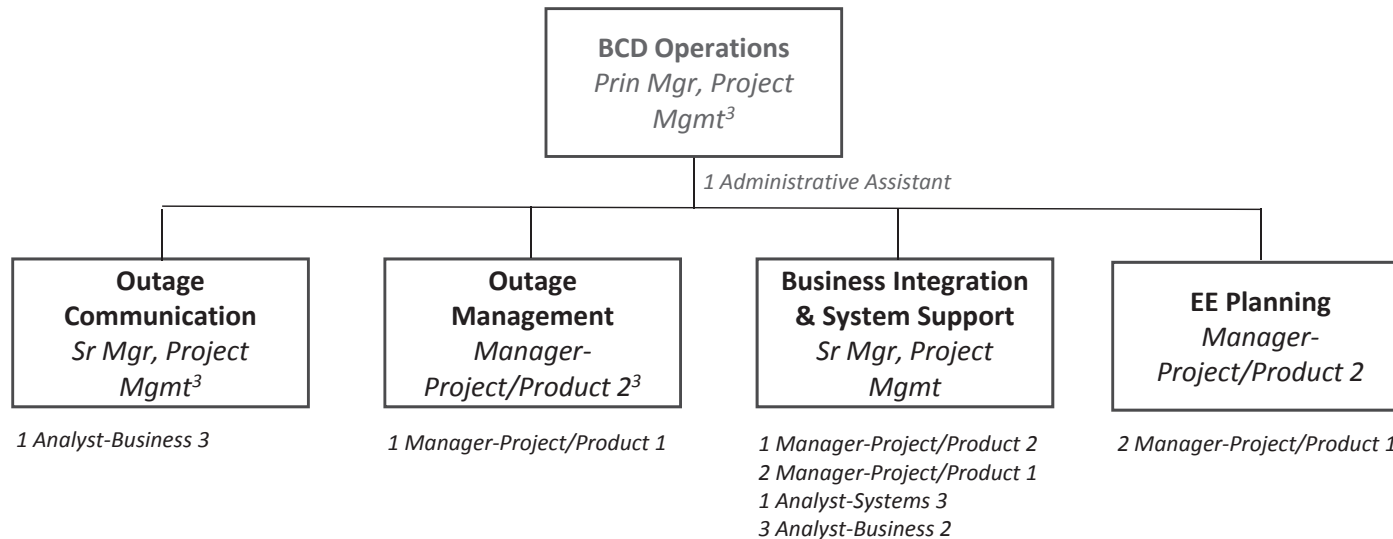 BCD Operations
Prin Mgr, Project
Mgmt³
1 Administrative Assistant
Outage
Communication
Sr Mgr, Project
Mgmt³
1 Analyst-Business 3
Outage
Management
Manager-
Project/Product 2³
1 Manager-Project/Product 1
Business Integration
& System Support
Sr Mgr, Project
Mgmt
1 Manager-Project/Product 2
2 Manager-Project/Product 1
1 Analyst-Systems 3
3 Analyst-Business 2
EE Planning
Manager-
Project/Product 2
2 Manager-Project/Product 1